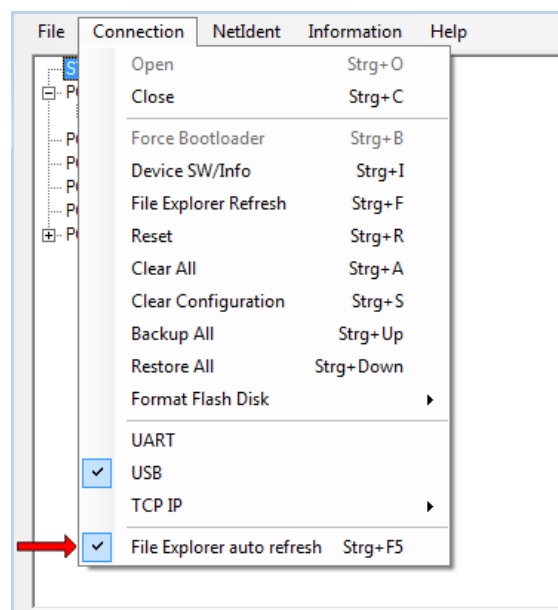 File Connection NetIdent Information Help
Open Strg+O
Close Strg+C
Force Bootloader Strg+B
Device SW/Info Strg+I
File Explorer Refresh Strg+F
Reset Strg+R
Clear All Strg+A
Clear Configuration Strg+S
Backup All Strg+Up
Restore All Strg+Down
Format Flash Disk
UART
USB
TCP IP
File Explorer auto refresh Strg+F5